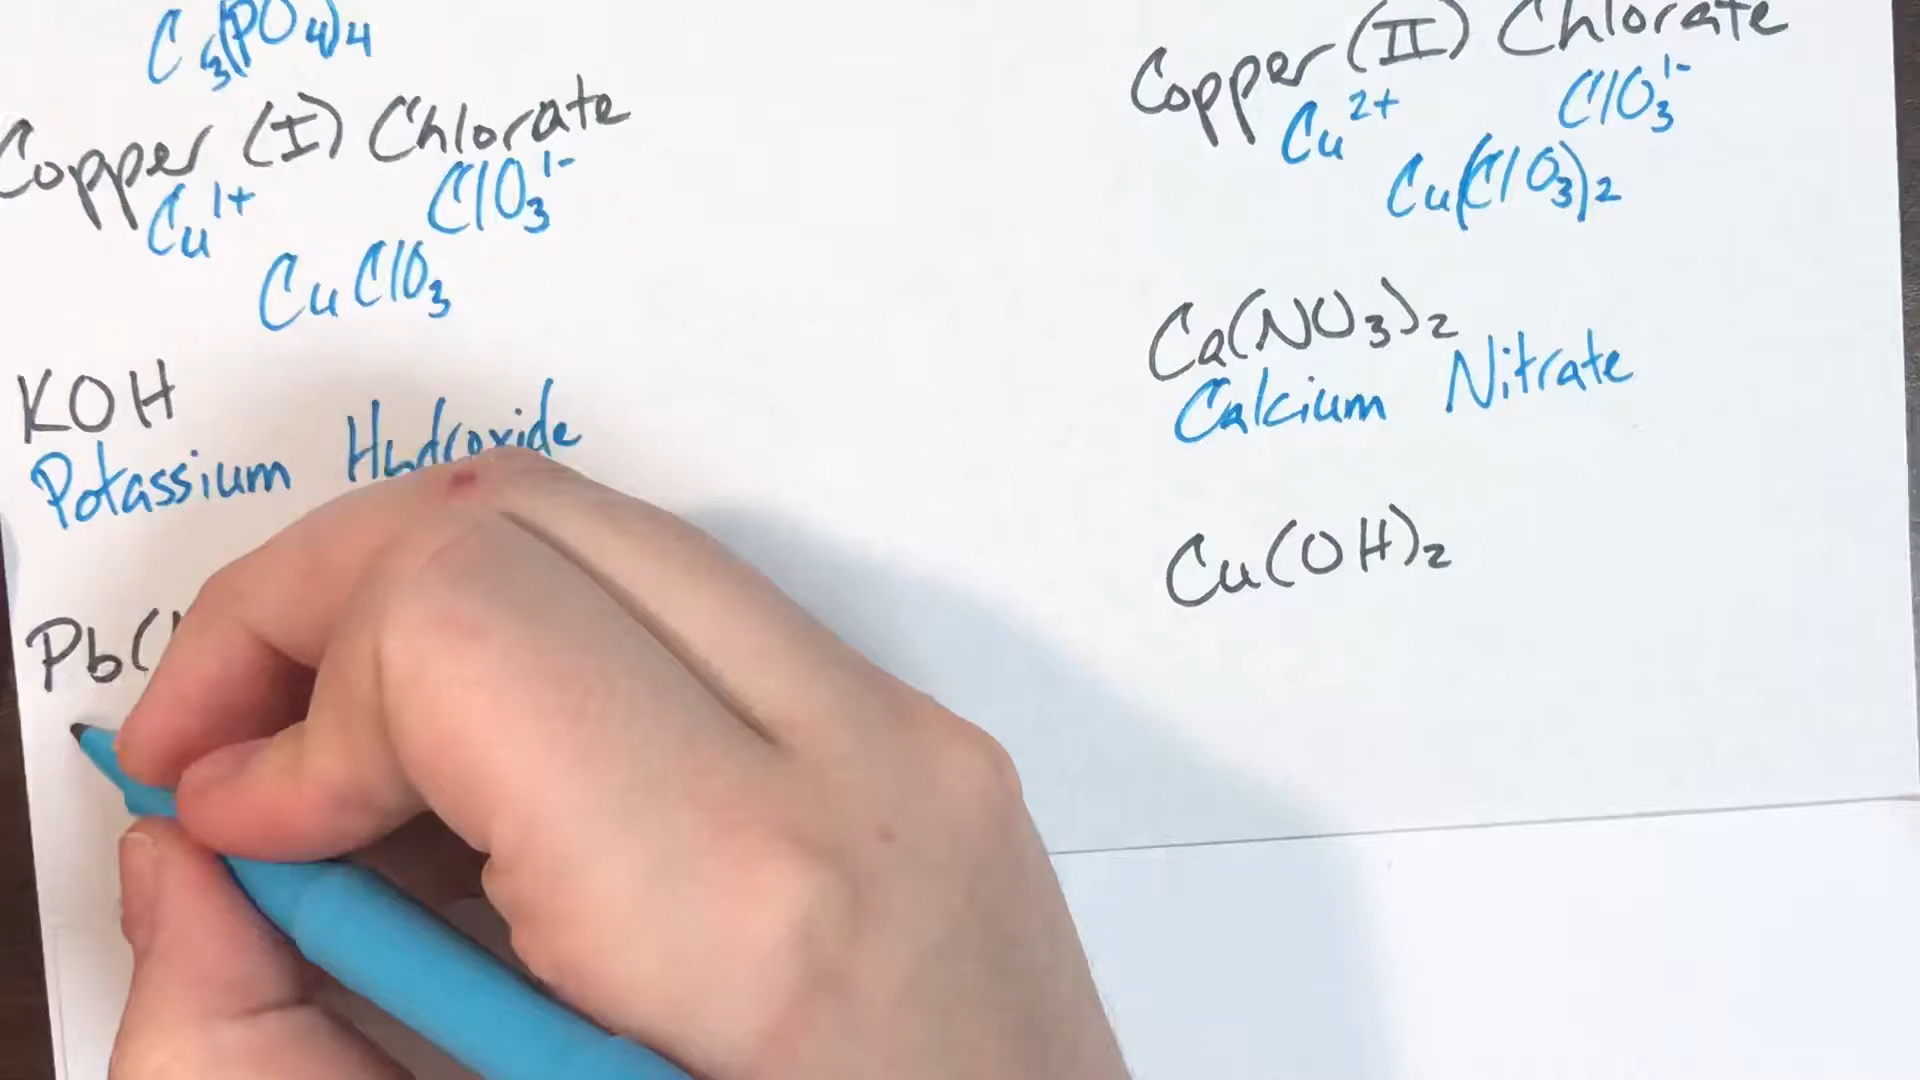 C3(PO4)4
Copper (I) Chlorate
Cu1+ ClO31-
CuClO3
KOH
Potassium Hydroxide
Pb(
Copper (II) Chlorate
Cu2+ ClO31-
Cu(ClO3)2
Ca(NO3)2
Calcium Nitrate
Cu(OH)2